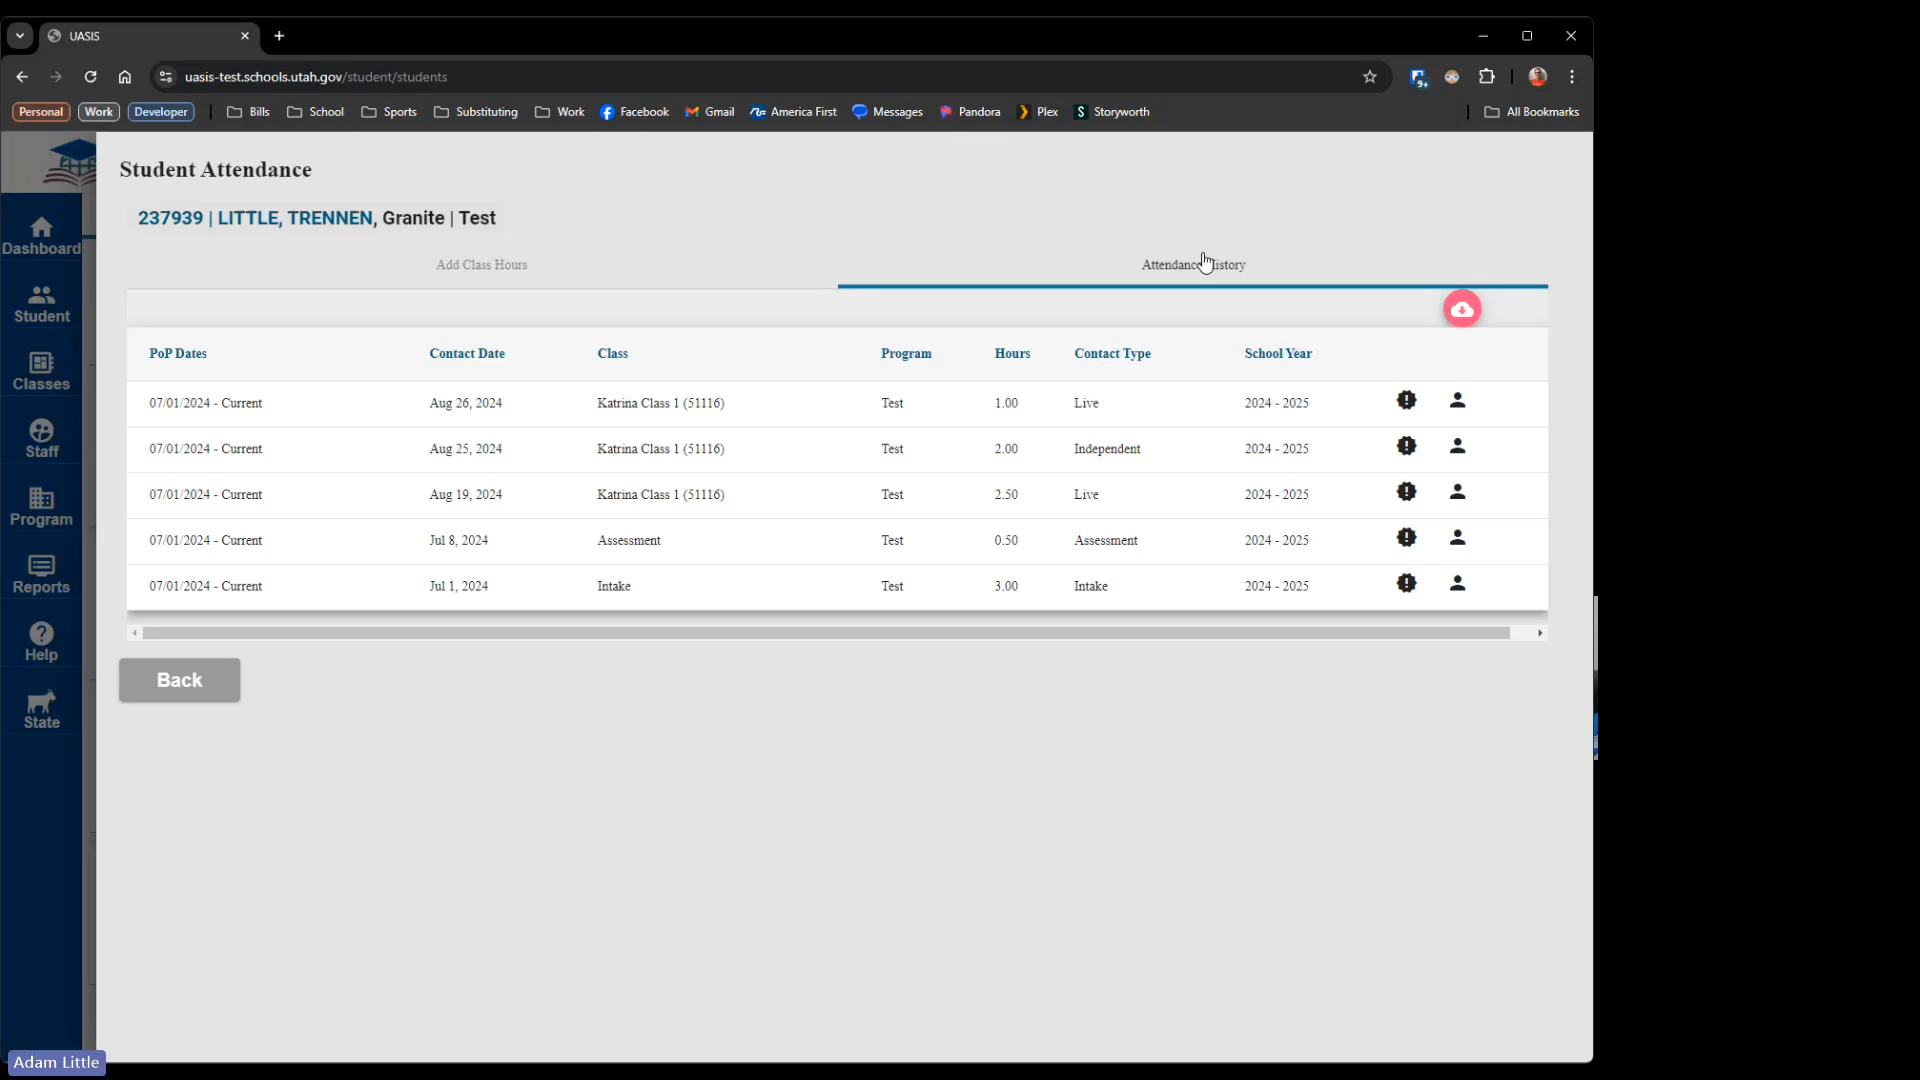 UASIS
uasis-test.schools.utah.gov/student/students
Personal Work Developer Bills School Sports Substituting Work Facebook Gmail America First Messages Pandora Plex Storyworth All Bookmarks
Student Attendance
237939 | LITTLE, TRENNEN, Granite | Test
Add Class Hours Attendance History
PoP Dates Contact Date Class Program Hours Contact Type School Year
07/01/2024 - Current Aug 26, 2024 Katrina Class 1 (51116) Test 1.00 Live 2024 - 2025
07/01/2024 - Current Aug 25, 2024 Katrina Class 1 (51116) Test 2.00 Independent 2024 - 2025
07/01/2024 - Current Aug 19, 2024 Katrina Class 1 (51116) Test 2.50 Live 2024 - 2025
07/01/2024 - Current Jul 8, 2024 Assessment Test 0.50 Assessment 2024 - 2025
07/01/2024 - Current Jul 1, 2024 Intake Test 3.00 Intake 2024 - 2025
Back
Dashboard
Student
Classes
Staff
Program
Reports
Help
State
Adam Little